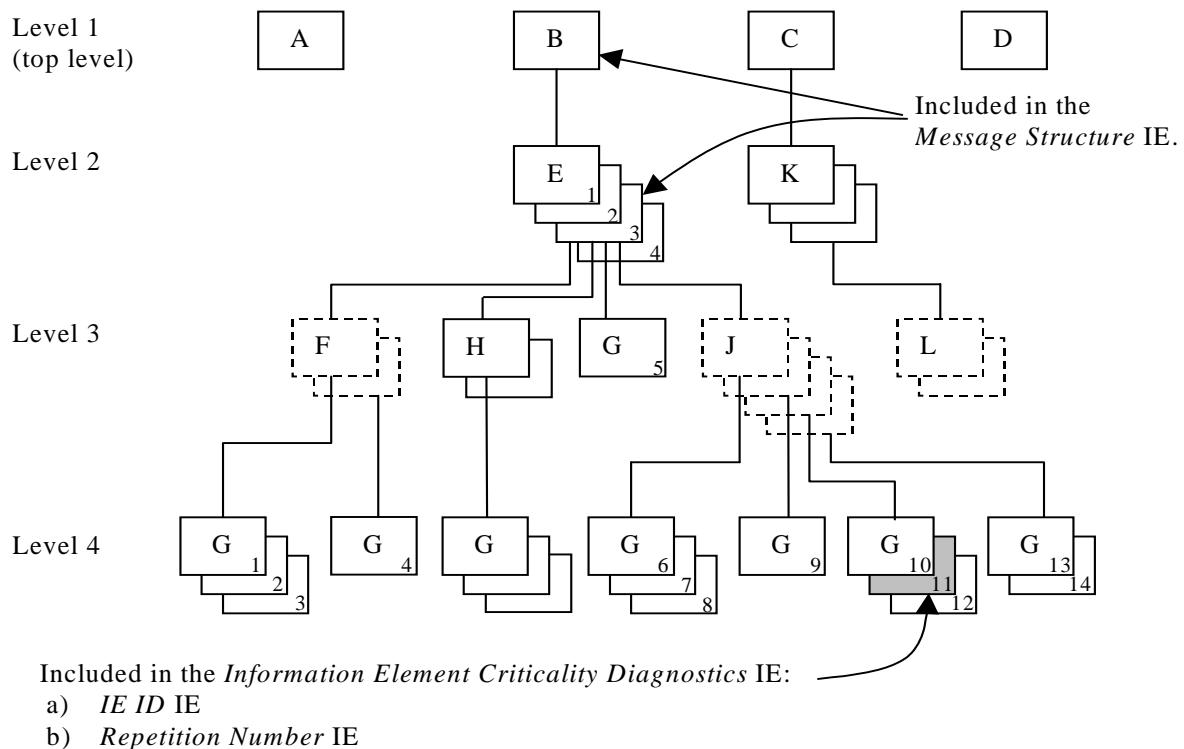 Level 1
(top level)
A
B
C
D
Included in the
Message Structure IE.
Level 2
E
1
2
3
4
K
Level 3
F
H
G
5
J
L
Level 4
G
1
2
3
G
4
G
G
6
7
8
G
9
G
10
11
12
G
13
14
Included in the Information Element Criticality Diagnostics IE:
a) IE ID IE
b) Repetition Number IE